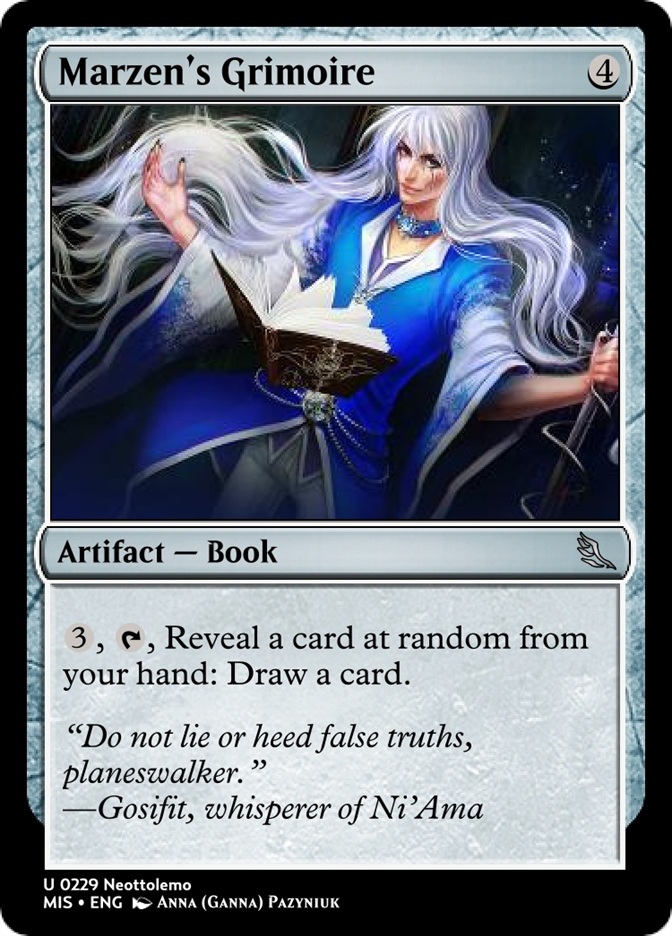 Marzen's Grimoire 4
Artifact — Book
3, , Reveal a card at random from
your hand: Draw a card.
“Do not lie or heed false truths,
planeswalker.”
—Gosifit, whisperer of Ni’Ama
U 0229 Neottolemo
MIS • ENG Anna (Ganna) Pazyniuk